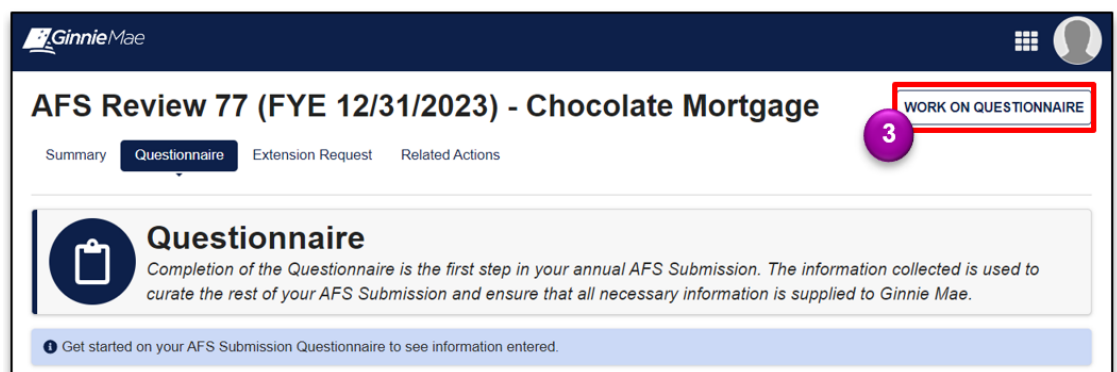 GinnieMae
AFS Review 77 (FYE 12/31/2023) - Chocolate Mortgage
WORK ON QUESTIONNAIRE
3
Summary Questionnaire Extension Request Related Actions
Questionnaire
Completion of the Questionnaire is the first step in your annual AFS Submission. The information collected is used to
curate the rest of your AFS Submission and ensure that all necessary information is supplied to Ginnie Mae.
Get started on your AFS Submission Questionnaire to see information entered.